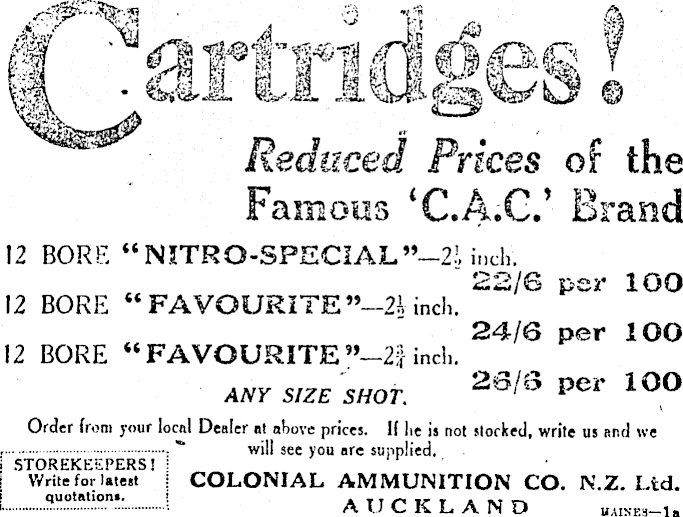 Cartridges!
Reduced Prices of the
Famous 'C.A.C.' Brand
12 BORE "NITRO-SPECIAL"—2½ inch.
22/6 per 100
12 BORE "FAVOURITE"—2½ inch.
24/6 per 100
12 BORE "FAVOURITE"—2¾ inch.
26/6 per 100
ANY SIZE SHOT.
Order from your local Dealer at above prices. If he is not stocked, write us and we
will see you are supplied.
STOREKEEPERS!
Write for latest
quotations.
COLONIAL AMMUNITION CO. N.Z. Ltd.
AUCKLAND
HAINES—1a